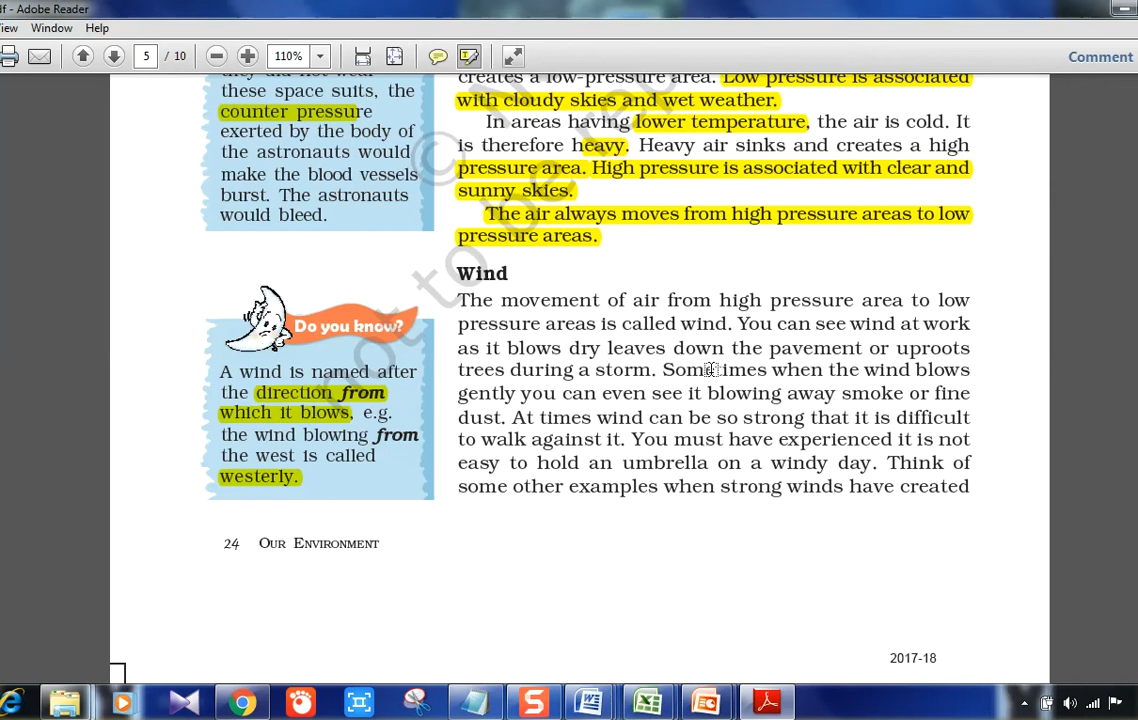 df - Adobe Reader
View Window Help
5 / 10 110% Comment
they did not wear
these space suits, the
counter pressure
exerted by the body of
the astronauts would
make the blood vessels
burst. The astronauts
would bleed.
creates a low-pressure area. Low pressure is associated
with cloudy skies and wet weather.
In areas having lower temperature, the air is cold. It
is therefore heavy. Heavy air sinks and creates a high
pressure area. High pressure is associated with clear and
sunny skies.
The air always moves from high pressure areas to low
pressure areas.
Wind
The movement of air from high pressure area to low
pressure areas is called wind. You can see wind at work
as it blows dry leaves down the pavement or uproots
trees during a storm. Sometimes when the wind blows
gently you can even see it blowing away smoke or fine
dust. At times wind can be so strong that it is difficult
to walk against it. You must have experienced it is not
easy to hold an umbrella on a windy day. Think of
some other examples when strong winds have created
Do you know?
A wind is named after
the direction from
which it blows, e.g.
the wind blowing from
the west is called
westerly.
24 OUR ENVIRONMENT
2017-18
© N
not to be rep